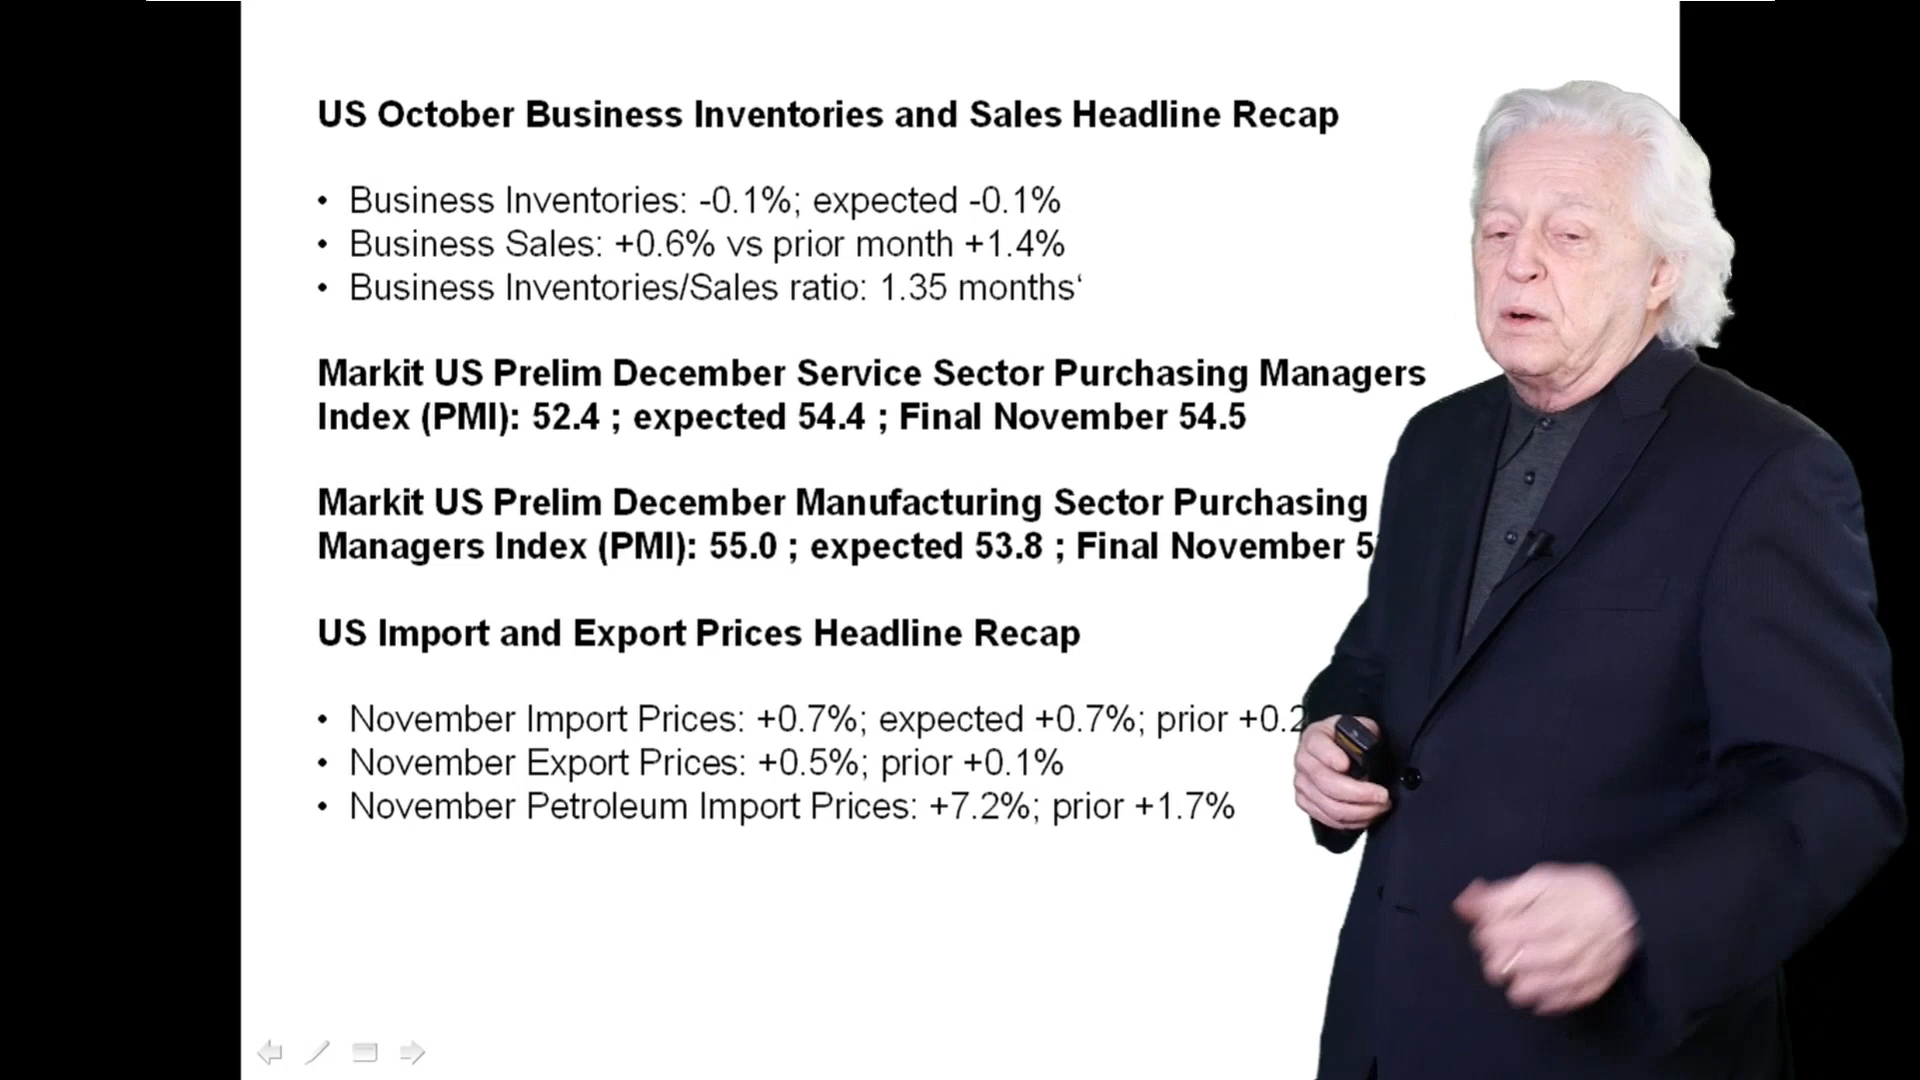 US October Business Inventories and Sales Headline Recap
• Business Inventories: -0.1%; expected -0.1%
• Business Sales: +0.6% vs prior month +1.4%
• Business Inventories/Sales ratio: 1.35 months‘
Markit US Prelim December Service Sector Purchasing Managers
Index (PMI): 52.4 ; expected 54.4 ; Final November 54.5
Markit US Prelim December Manufacturing Sector Purchasing
Managers Index (PMI): 55.0 ; expected 53.8 ; Final November
US Import and Export Prices Headline Recap
• November Import Prices: +0.7%; expected +0.7%; prior
• November Export Prices: +0.5%; prior +0.1%
• November Petroleum Import Prices: +7.2%; prior +1.7%